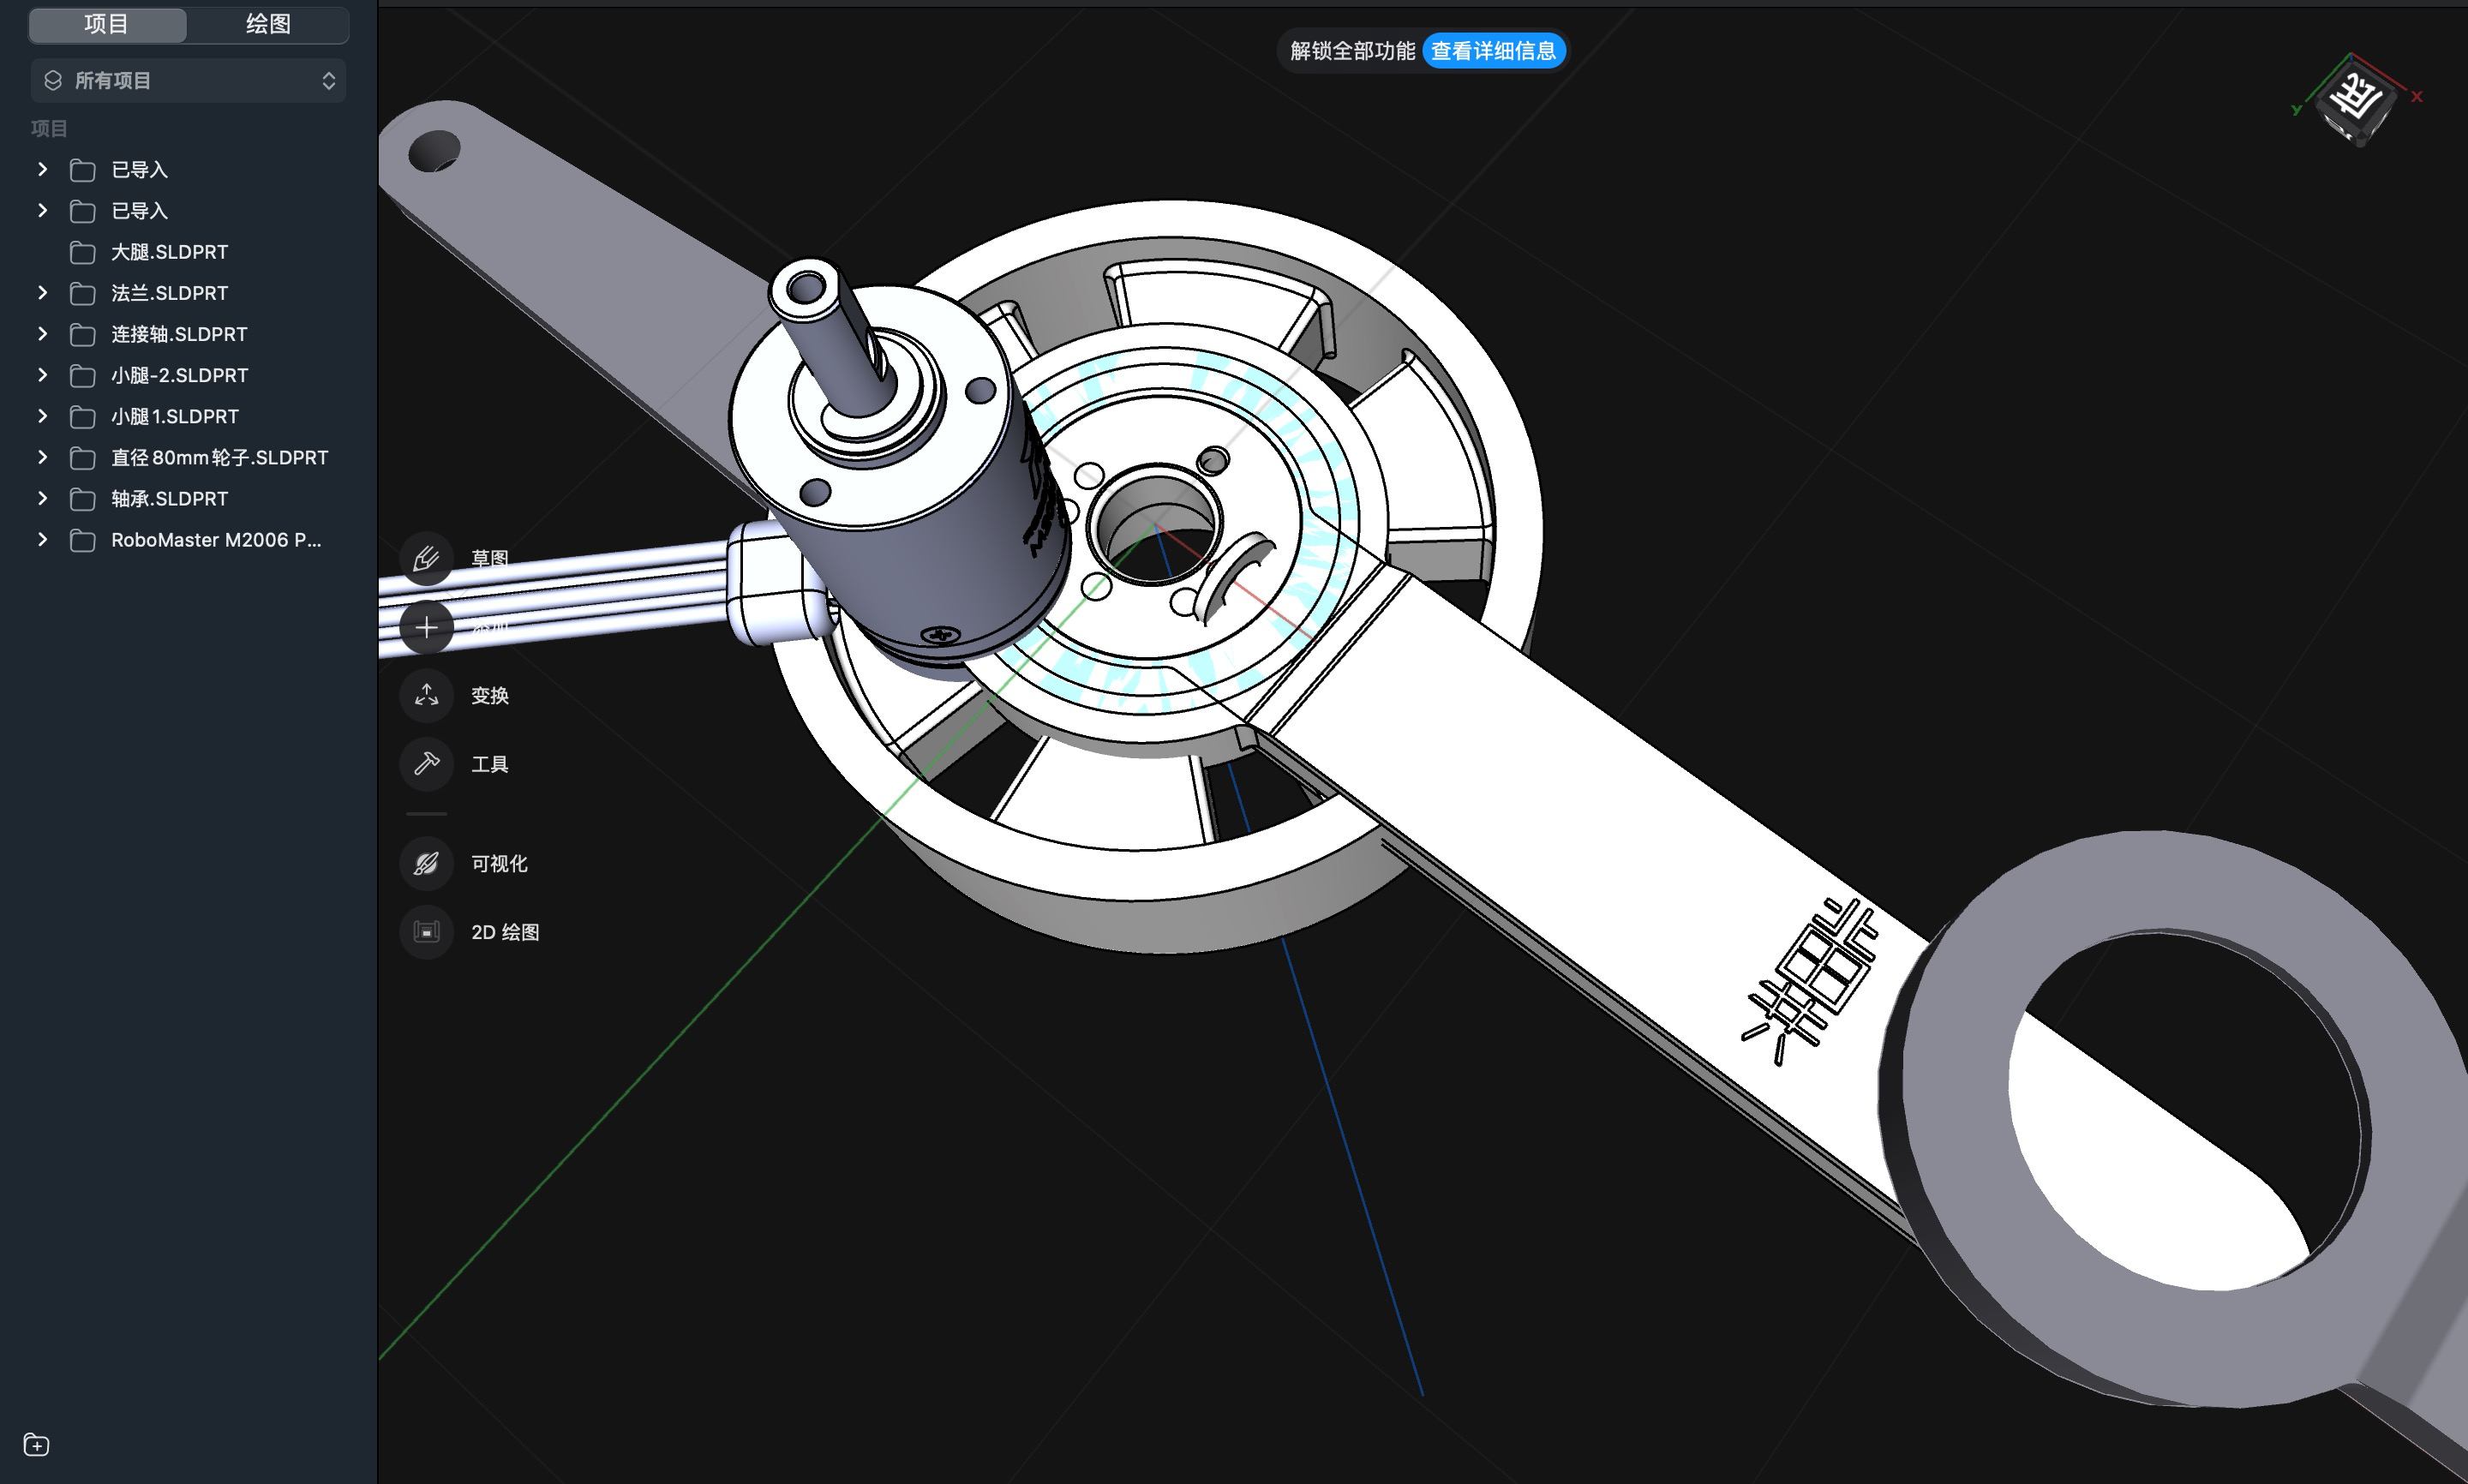 项目
绘图
解锁全部功能 查看详细信息
所有项目
项目
已导入
已导入
大腿.SLDPRT
法兰.SLDPRT
连接轴.SLDPRT
小腿-2.SLDPRT
小腿1.SLDPRT
直径80mm轮子.SLDPRT
轴承.SLDPRT
RoboMaster M2006 P...
草图
变换
工具
可视化
2D 绘图
底
X
Y